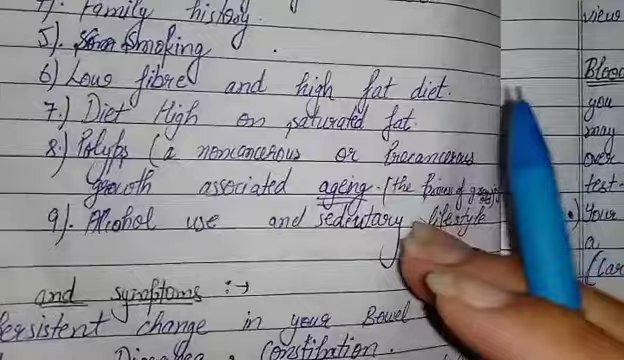 4). Family history.
5). Smoking
6) Low fibre and high fat diet.
7.) Diet High on saturated fat.
8.) Polyps (a noncancerous or Precancerous
growth associated ageing. (the
9). Alcohol use and sedentary lifestyle
and symptoms :→
Persistent change in your Bowel
Constipation.
view
Blood
you
may
over
test-
•) Your
a
(Car